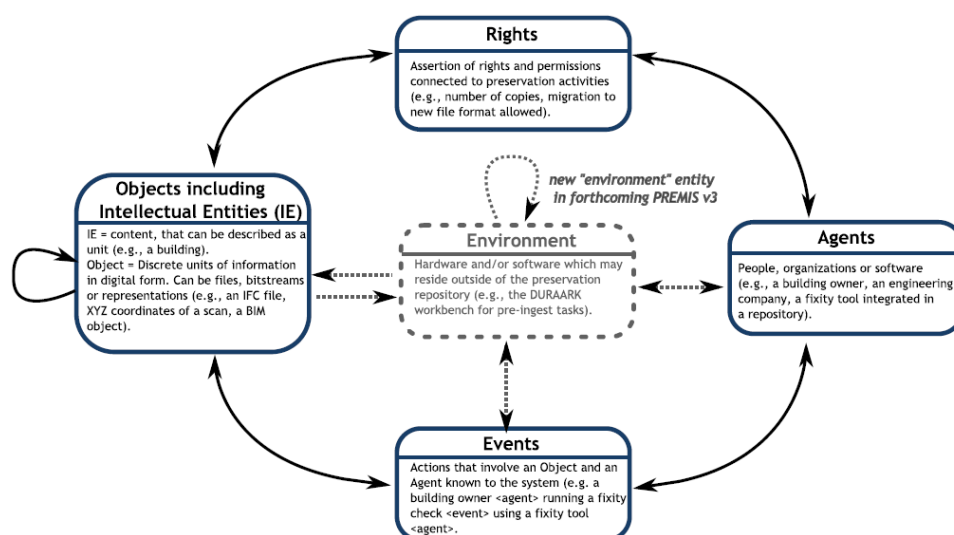 Rights
Assertion of rights and permissions
connected to preservation activities
(e.g., number of copies, migration to
new file format allowed).
new "environment" entity
in forthcoming PREMIS v3
Objects including
Intellectual Entities (IE)
IE = content, that can be described as a
unit (e.g., a building).
Object = Discrete units of information
in digital form. Can be files, bitstreams
or representations (e.g., an IFC file,
XYZ coordinates of a scan, a BIM
object).
Environment
Hardware and/or software which may
reside outside of the preservation
repository (e.g., the DURAARK
workbench for pre-ingest tasks).
Agents
People, organizations or software
(e.g., a building owner, an engineering
company, a fixity tool integrated in
a repository).
Events
Actions that involve an Object and an
Agent known to the system (e.g. a
building owner <agent> running a fixity
check <event> using a fixity tool
<agent>.